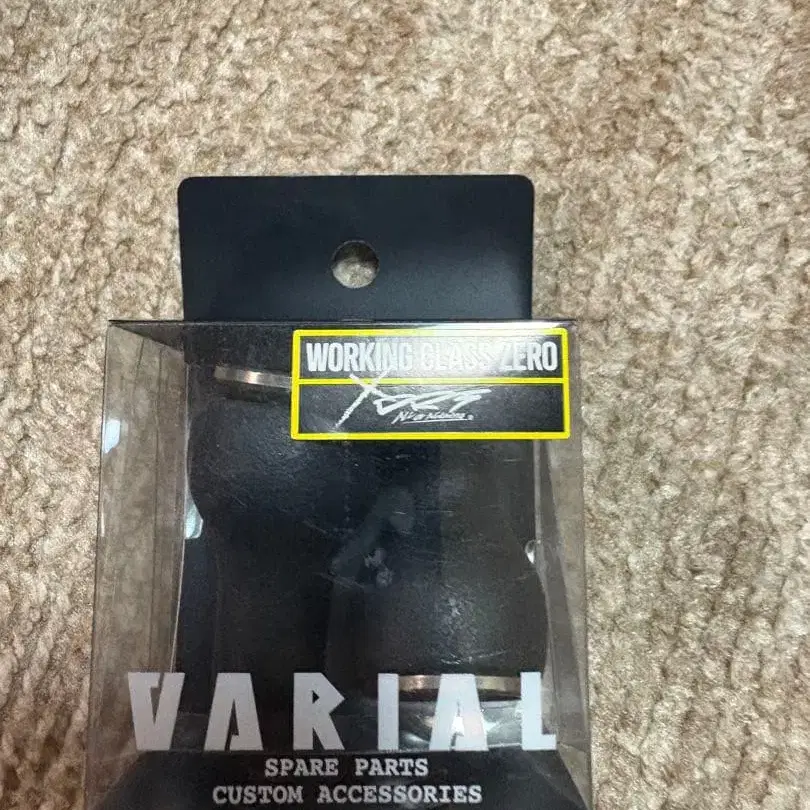 WORKING CLASS ZERO
VARIAL
SPARE PARTS
CUSTOM ACCESSORIES